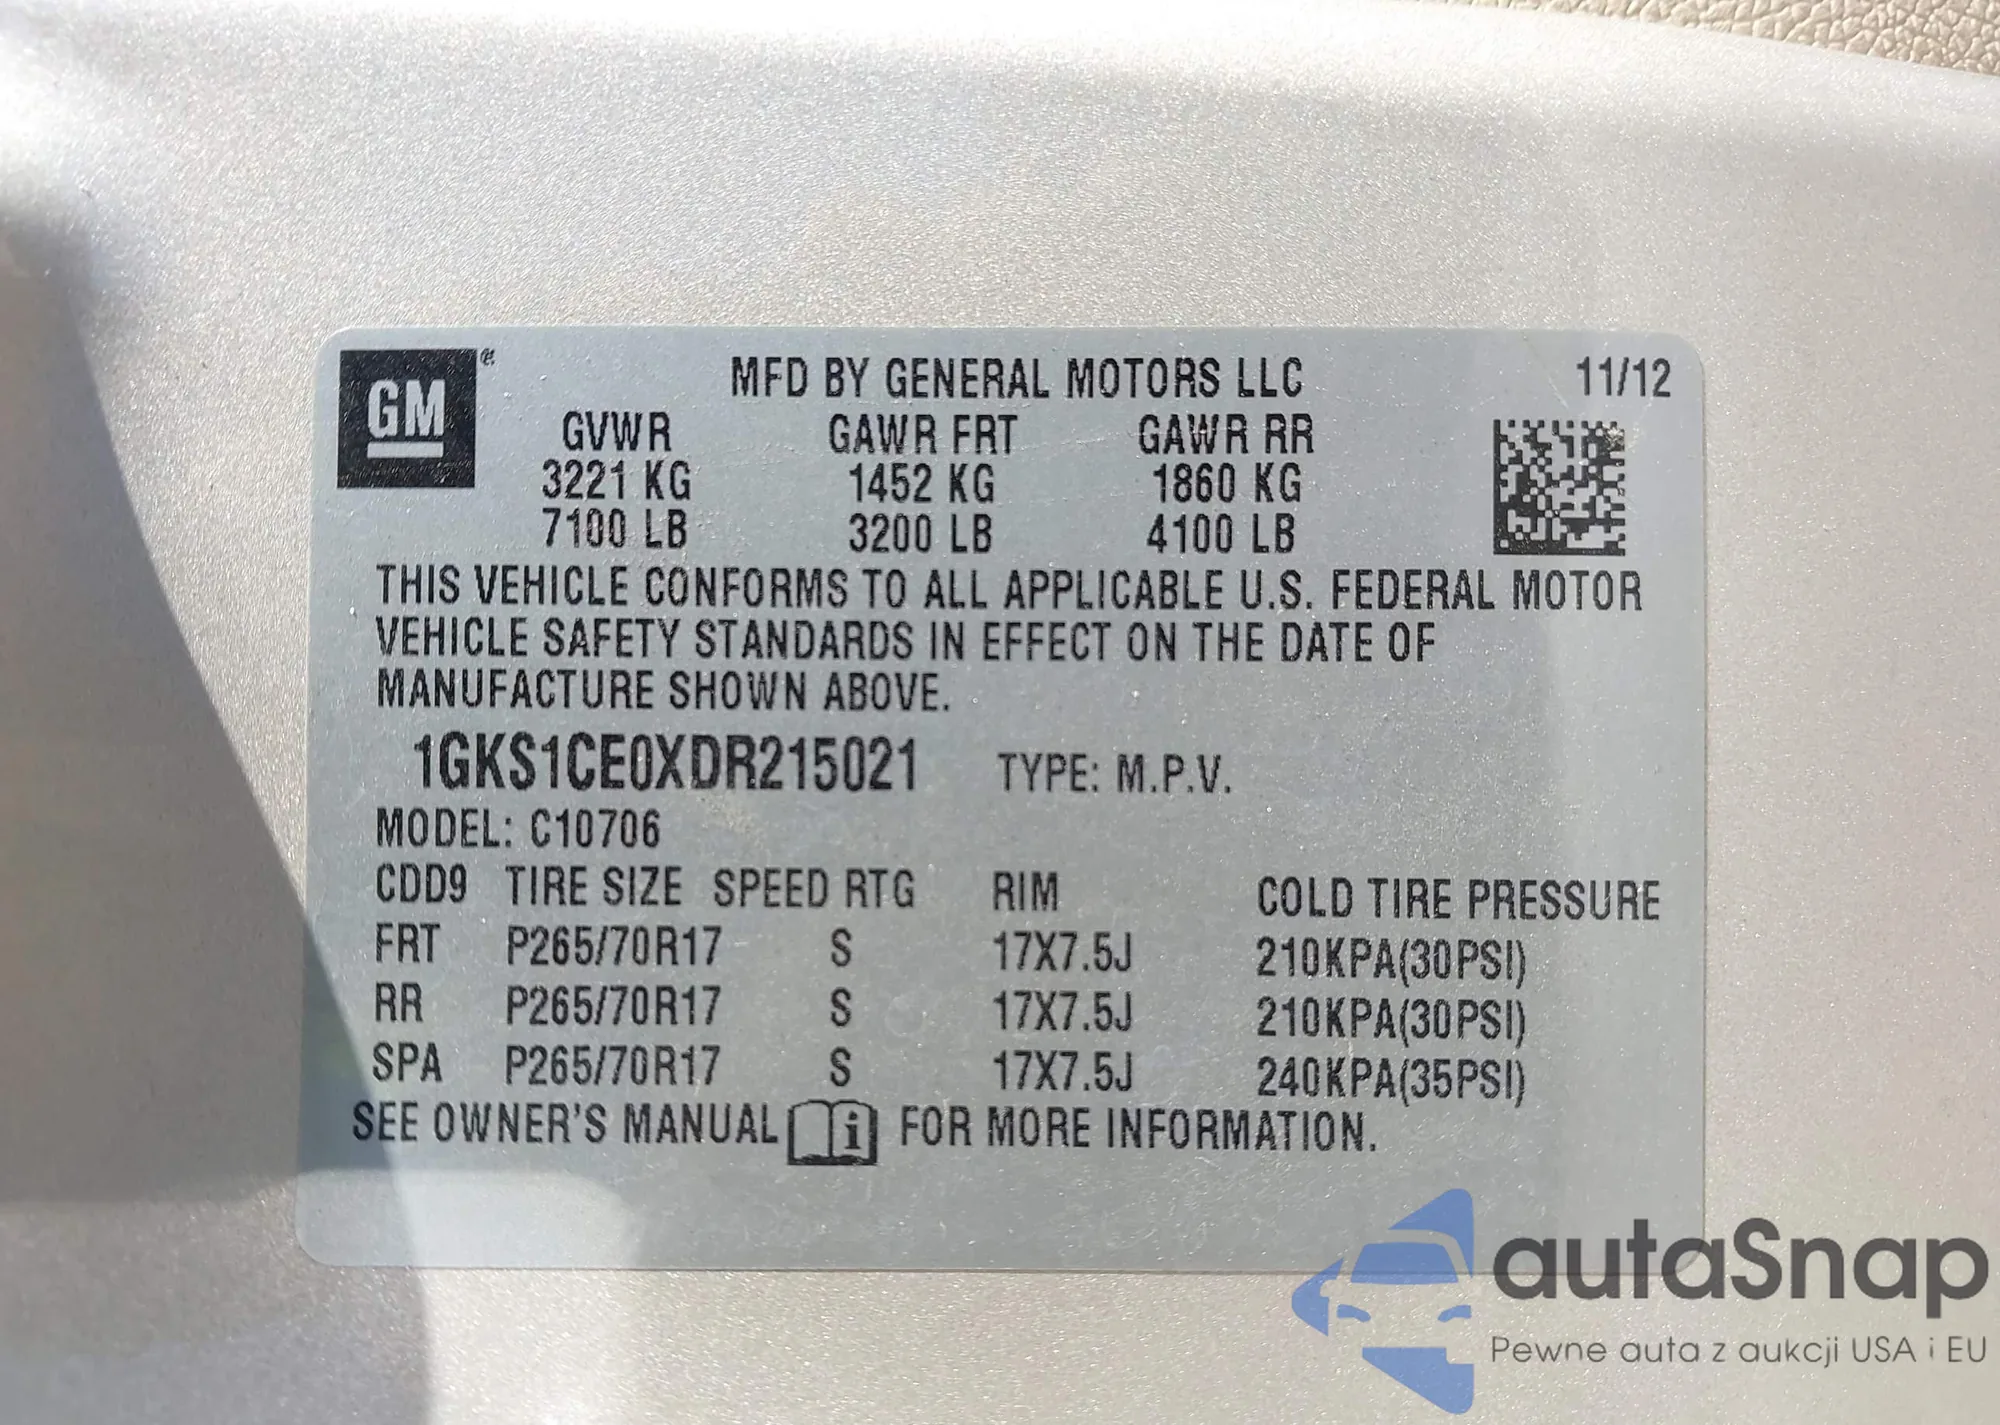 GM®
MFD BY GENERAL MOTORS LLC 11/12
GVWR GAWR FRT GAWR RR
3221 KG 1452 KG 1860 KG
7100 LB 3200 LB 4100 LB
THIS VEHICLE CONFORMS TO ALL APPLICABLE U.S. FEDERAL MOTOR
VEHICLE SAFETY STANDARDS IN EFFECT ON THE DATE OF
MANUFACTURE SHOWN ABOVE.
1GKS1CE0XDR215021 TYPE: M.P.V.
MODEL: C10706
CDD9 TIRE SIZE SPEED RTG RIM COLD TIRE PRESSURE
FRT P265/70R17 S 17X7.5J 210KPA(30PSI)
RR P265/70R17 S 17X7.5J 210KPA(30PSI)
SPA P265/70R17 S 17X7.5J 240KPA(35PSI)
SEE OWNER'S MANUAL i FOR MORE INFORMATION.
autaSnap
Pewne auta z aukcji USA i EU